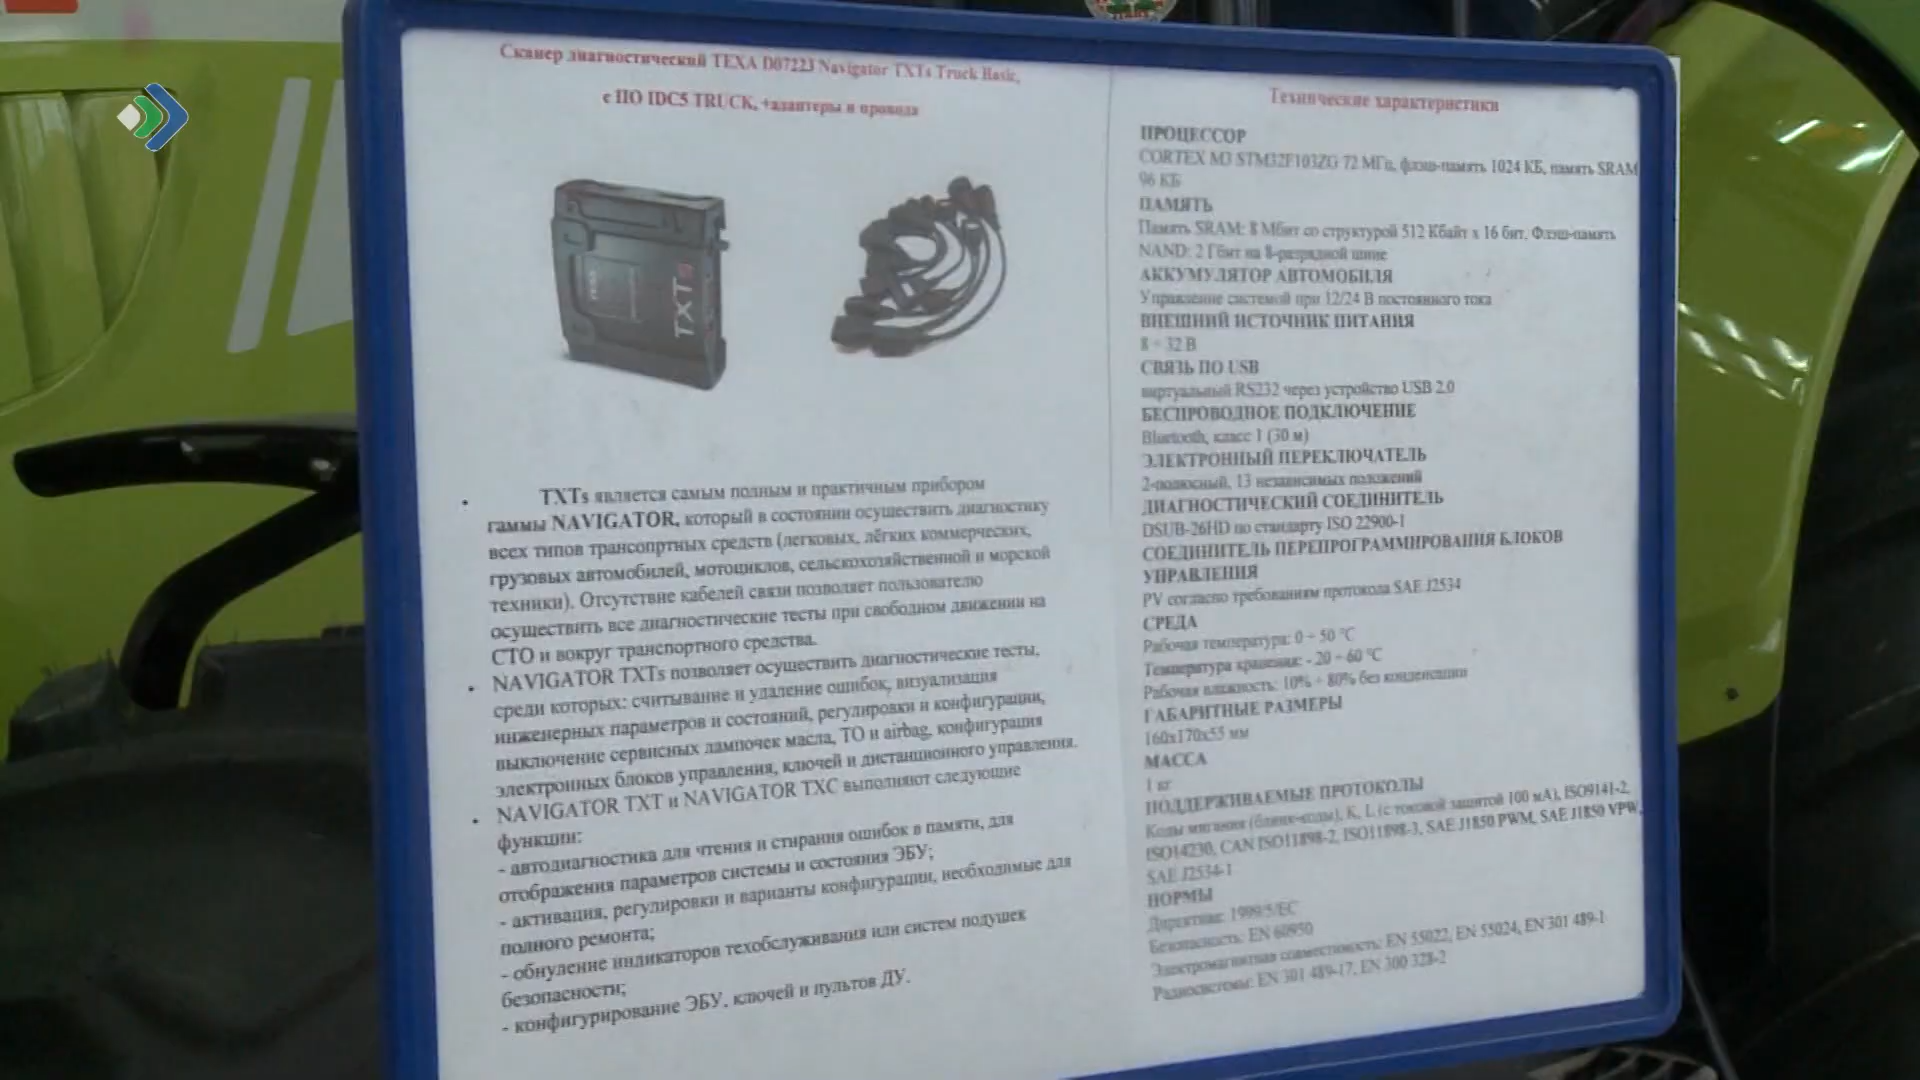 Сканер диагностический TEXA D07223 Navigator TXTs Truck Basic,
с ПО IDC5 TRUCK, +адаптеры и провода
TEXA
TXTs
• TXTs является самым полным и практичным прибором
гаммы NAVIGATOR, который в состоянии осуществить диагностику
всех типов трансопртных средств (легковых, лёгких коммерческих,
грузовых автомобилей, мотоциклов, сельскохозяйственной и морской
техники). Отсутствие кабелей связи позволяет пользователю
осуществить все диагностические тесты при свободном движении на
СТО и вокруг транспортного средства.
• NAVIGATOR TXTs позволяет осуществить диагностические тесты,
среди которых: считывание и удаление ошибок, визуализация
инженерных параметров и состояний, регулировки и конфигурации,
выключение сервисных лампочек масла, ТО и airbag, конфигурация
электронных блоков управления, ключей и дистанционного управления.
• NAVIGATOR TXT и NAVIGATOR TXC выполняют следующие
функции:
- автодиагностика для чтения и стирания ошибок в памяти, для
отображения параметров системы и состояния ЭБУ;
- активация, регулировки и варианты конфигурации, необходимые для
полного ремонта;
- обнуление индикаторов техобслуживания или систем подушек
безопасности;
- конфигурирование ЭБУ, ключей и пультов ДУ.
Технические характеристики
ПРОЦЕССОР
CORTEX M3 STM32F103ZG 72 МГц, флэш-память 1024 КБ, память SRAM
96 КБ
ПАМЯТЬ
Память SRAM: 8 Мбит со структурой 512 Кбайт x 16 бит, Флэш-память
NAND: 2 Гбит на 8-разрядной шине
АККУМУЛЯТОР АВТОМОБИЛЯ
Управление системой при 12/24 В постоянного тока
ВНЕШНИЙ ИСТОЧНИК ПИТАНИЯ
8 ÷ 32 В
СВЯЗЬ ПО USB
виртуальный RS232 через устройство USB 2.0
БЕСПРОВОДНОЕ ПОДКЛЮЧЕНИЕ
Bluetooth, класс 1 (30 м)
ЭЛЕКТРОННЫЙ ПЕРЕКЛЮЧАТЕЛЬ
2-полюсный, 13 независимых положений
ДИАГНОСТИЧЕСКИЙ СОЕДИНИТЕЛЬ
DSUB-26HD по стандарту ISO 22900-1
СОЕДИНИТЕЛЬ ПЕРЕПРОГРАММИРОВАНИЯ БЛОКОВ
УПРАВЛЕНИЯ
PV согласно требованиям протокола SAE J2534
СРЕДА
Рабочая температура: 0 ÷ 50 °C
Температура хранения: - 20 ÷ 60 °C
Рабочая влажность: 10% ÷ 80% без конденсации
ГАБАРИТНЫЕ РАЗМЕРЫ
160x170x55 мм
МАССА
1 кг
ПОДДЕРЖИВАЕМЫЕ ПРОТОКОЛЫ
Коды мигания (блинк-коды), K, L (с токовой защитой 100 мА), ISO9141-2,
ISO14230, CAN ISO11898-2, ISO11898-3, SAE J1850 PWM, SAE J1850 VPW,
SAE J2534-1
НОРМЫ
Директива: 1999/5/EC
Безопасность: EN 60950
Электромагнитная совместимость: EN 55022, EN 55024, EN 301 489-1
Радиосистемы: EN 301 489-17, EN 300 328-2